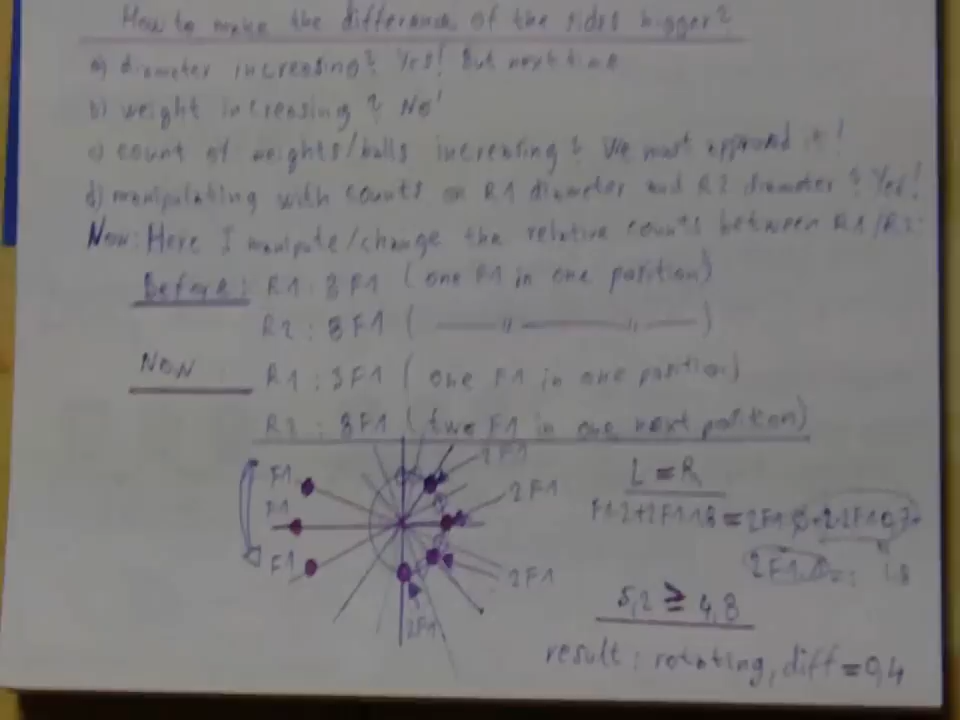 How to make the difference of the sides bigger?
a) diameter increasing? Yes! But next time
b) weight increasing? No!
c) count of weights/balls increasing? We must approved it!
d) manipulating with counts on R1 diameter and R2 diameter? Yes!
Now: Here I manipute/change the relative counts between R1/R2:
Before: R1: 8F1 (one F1 in one position)
R2: 8F1 ( —— " ——— " —— )
Now R1: 3F1 (one F1 in one position)
R2: 8F1 (two F1 in one next position)
F1
F1
F1
2F1
2F1
2F1
2F1
L = R
5,2 ≥ 4,8
result: rotating, diff = 0,4